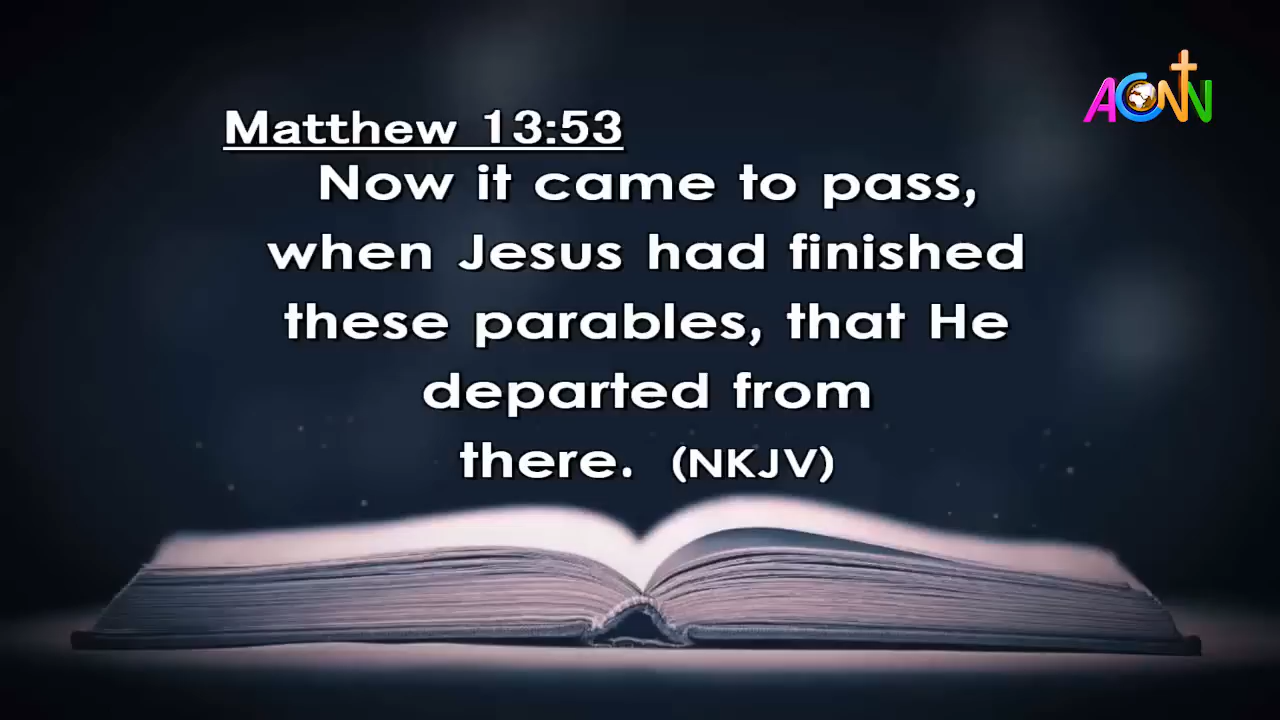 ACNN
Matthew 13:53
Now it came to pass,
when Jesus had finished
these parables, that He
departed from
there. (NKJV)